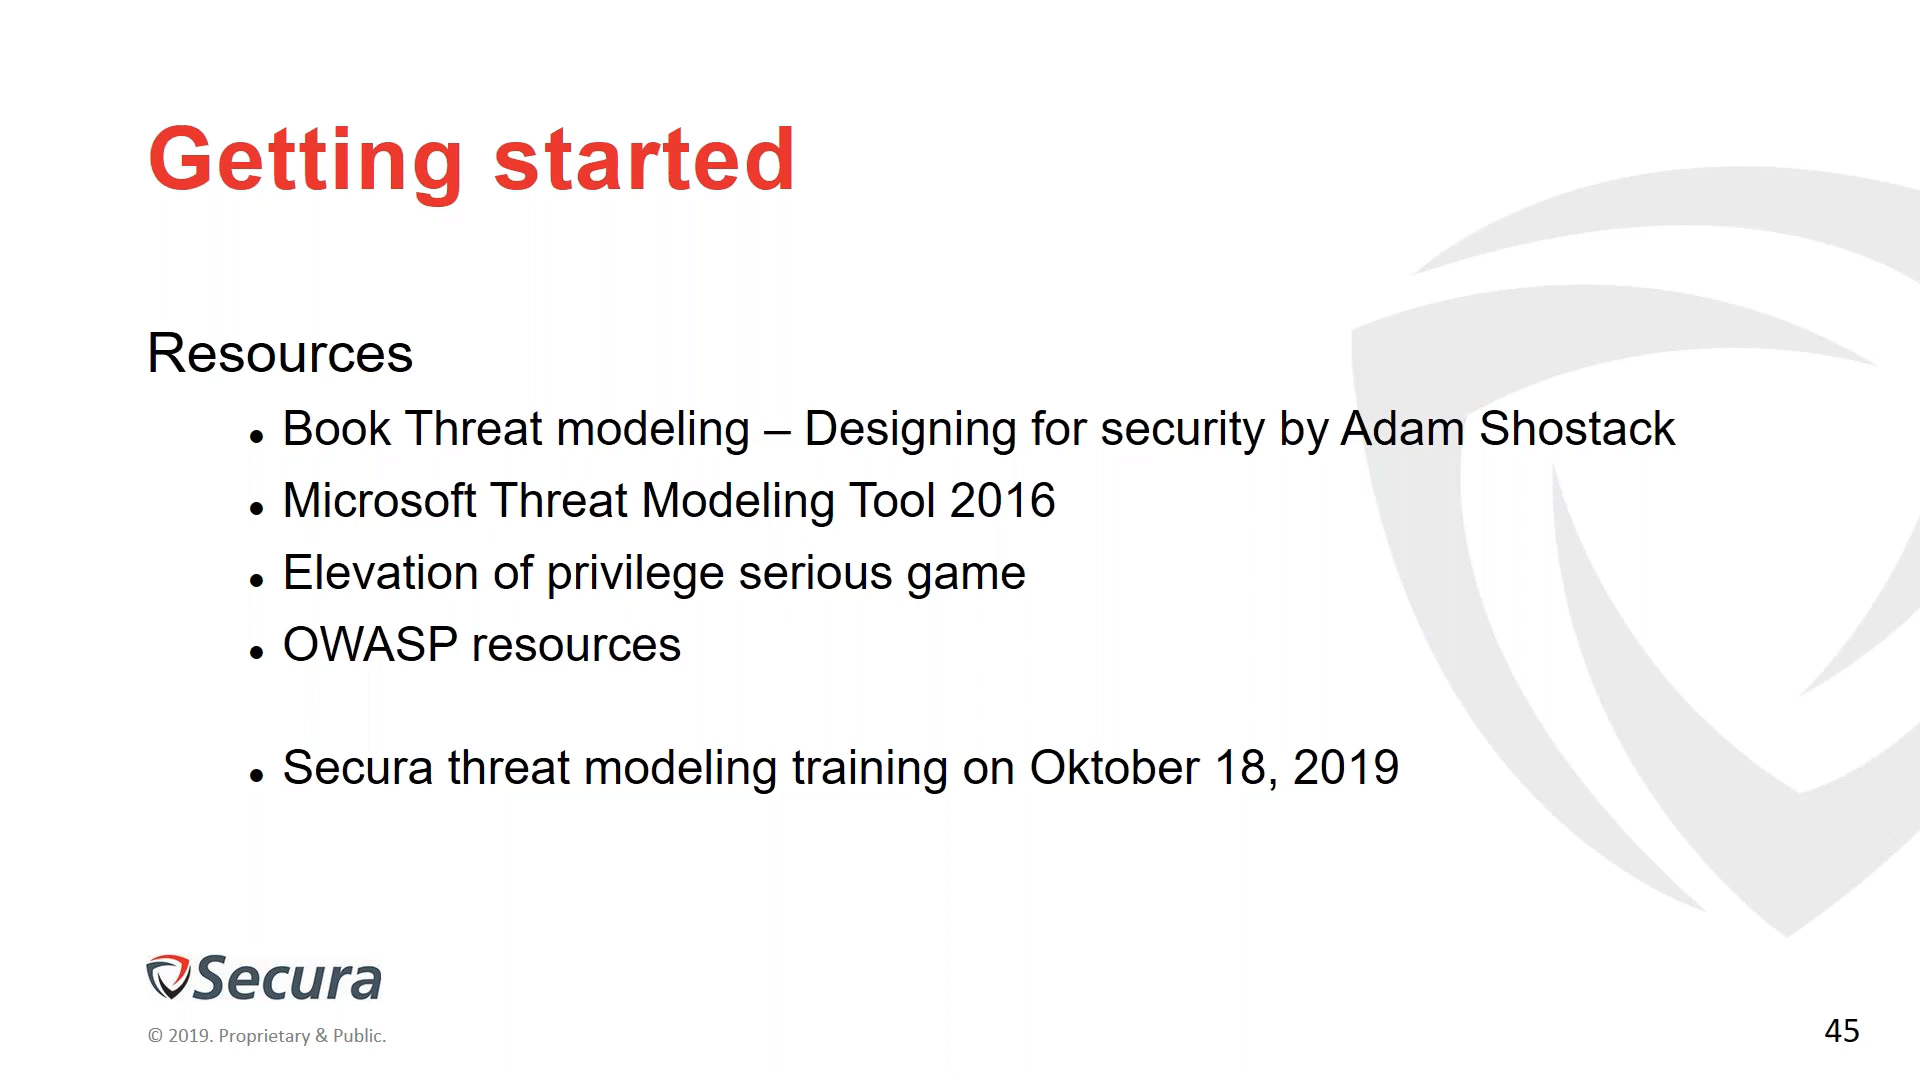 Getting started
Resources
• Book Threat modeling – Designing for security by Adam Shostack
• Microsoft Threat Modeling Tool 2016
• Elevation of privilege serious game
• OWASP resources
• Secura threat modeling training on Oktober 18, 2019
Secura
© 2019. Proprietary & Public.
45